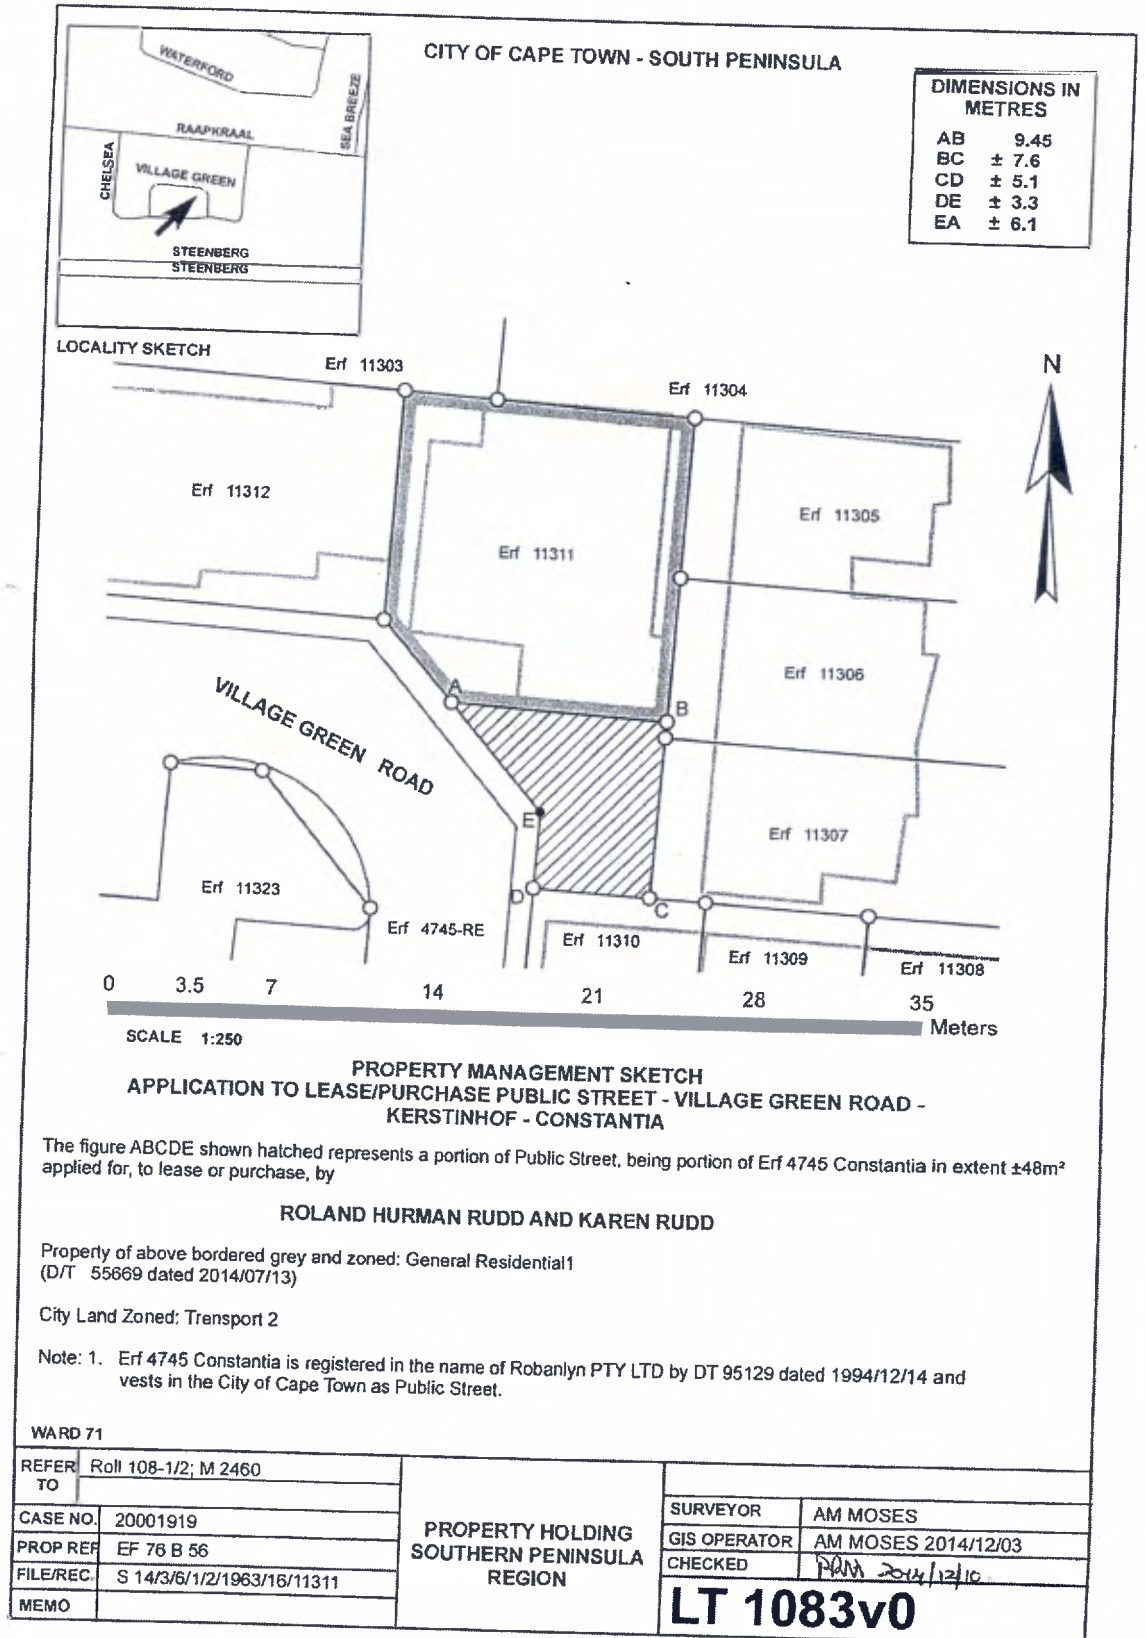 CITY OF CAPE TOWN - SOUTH PENINSULA
WATERFORD
SEA BREEZE
RAAPKRAAL
CHELSEA
VILLAGE GREEN
STEENBERG
STEENBERG
LOCALITY SKETCH
DIMENSIONS IN
METRES
AB 9.45
BC ± 7.6
CD ± 5.1
DE ± 3.3
EA ± 6.1
N
Erf 11303
Erf 11304
Erf 11312
Erf 11305
Erf 11311
Erf 11306
A
B
VILLAGE GREEN ROAD
E
Erf 11307
D
C
Erf 11323
Erf 4745-RE
Erf 11310
Erf 11309
Erf 11308
0 3.5 7 14 21 28 35
Meters
SCALE 1:250
PROPERTY MANAGEMENT SKETCH
APPLICATION TO LEASE/PURCHASE PUBLIC STREET - VILLAGE GREEN ROAD -
KERSTINHOF - CONSTANTIA
The figure ABCDE shown hatched represents a portion of Public Street, being portion of Erf 4745 Constantia in extent ±48m²
applied for, to lease or purchase, by
ROLAND HURMAN RUDD AND KAREN RUDD
Property of above bordered grey and zoned: General Residential1
(D/T 55669 dated 2014/07/13)
City Land Zoned: Transport 2
Note: 1. Erf 4745 Constantia is registered in the name of Robanlyn PTY LTD by DT 95129 dated 1994/12/14 and
vests in the City of Cape Town as Public Street.
WARD 71
REFER TO Roll 108-1/2; M 2460
CASE NO. 20001919
PROP REF EF 76 B 56
FILE/REC. S 14/3/6/1/2/1963/16/11311
MEMO
PROPERTY HOLDING
SOUTHERN PENINSULA
REGION
SURVEYOR AM MOSES
GIS OPERATOR AM MOSES 2014/12/03
CHECKED 2014/12/10
LT 1083v0